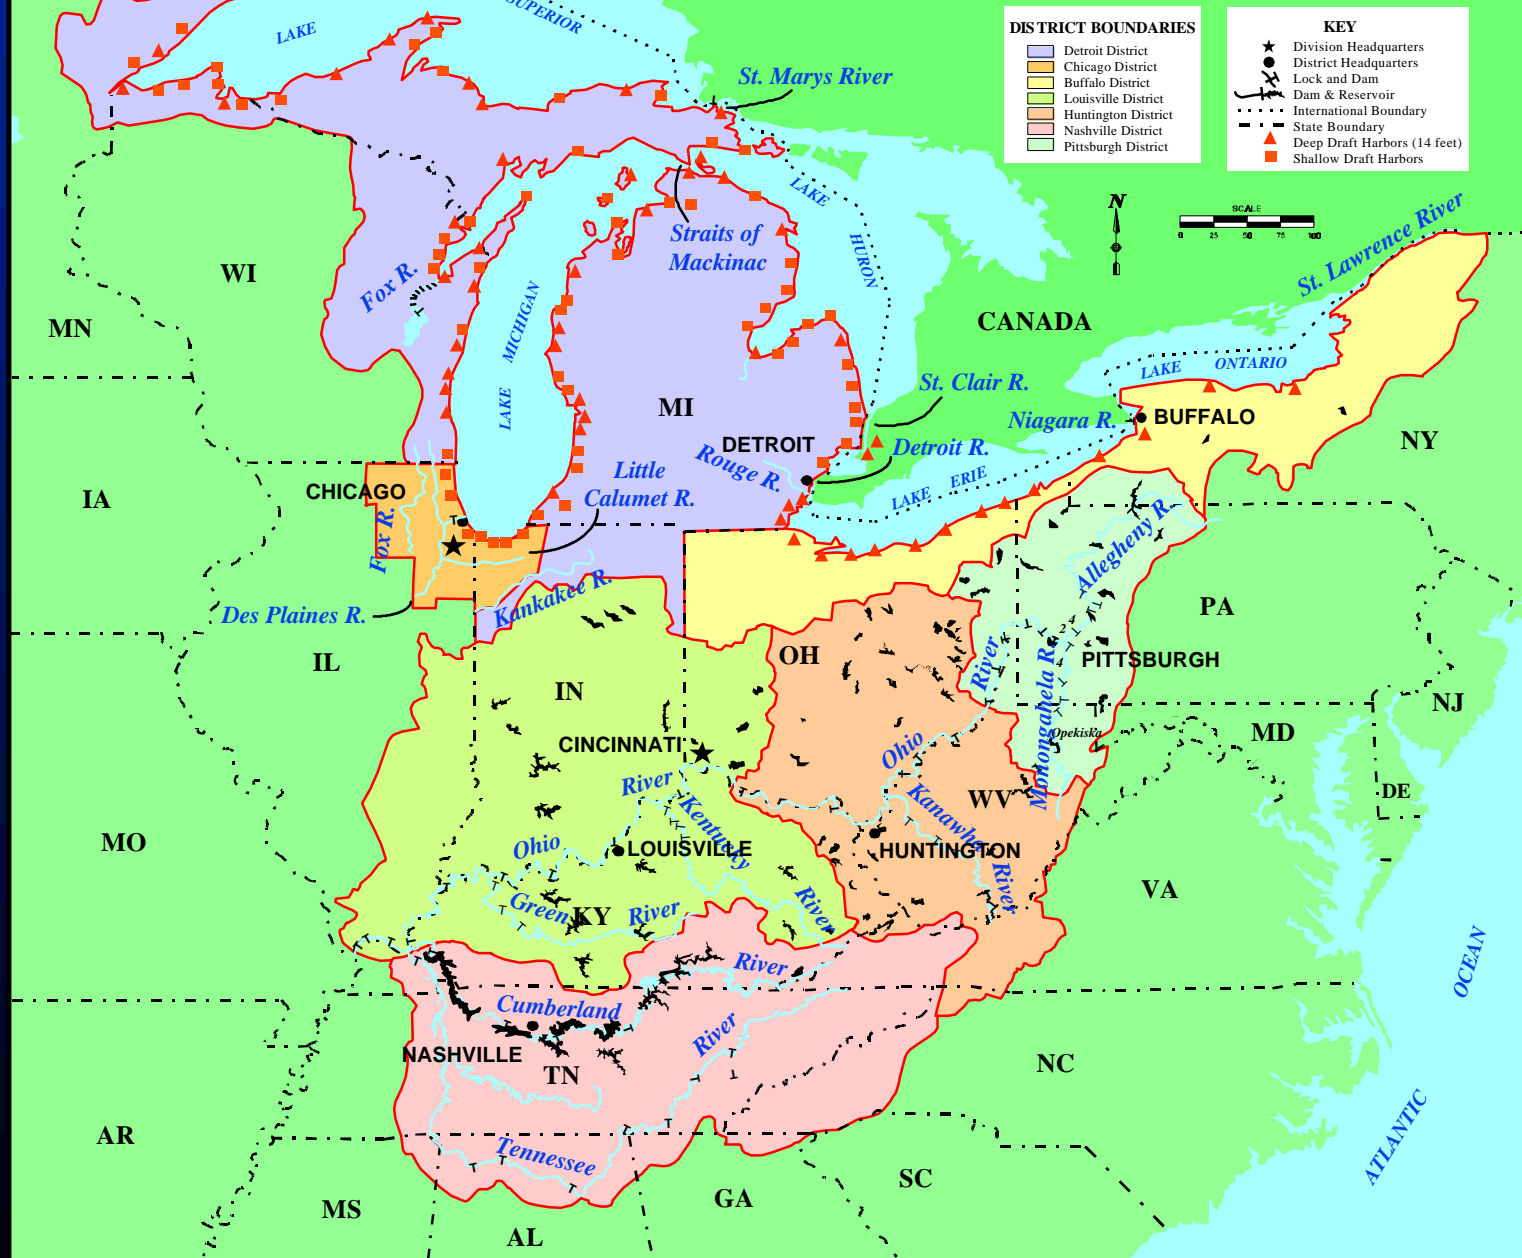 LAKE
SUPERIOR
DISTRICT BOUNDARIES
Detroit District
Chicago District
Buffalo District
Louisville District
Huntington District
Nashville District
Pittsburgh District
KEY
Division Headquarters
District Headquarters
Lock and Dam
Dam & Reservoir
International Boundary
State Boundary
Deep Draft Harbors (14 feet)
Shallow Draft Harbors
St. Marys River
LAKE
HURON
N
SCALE
0 25 50 75 100
St. Lawrence River
Straits of
Mackinac
WI
Fox R.
MN
LAKE
MICHIGAN
CANADA
LAKE
ONTARIO
St. Clair R.
MI
Niagara R.
BUFFALO
NY
DETROIT
Detroit R.
Rouge R.
LAKE
ERIE
Little
Calumet R.
CHICAGO
IA
Fox R.
Allegheny R.
Kankakee R.
Des Plaines R.
PA
4
2
IL
OH
River
PITTSBURGH
4
IN
Monongahela R.
NJ
MD
Opekiska
CINCINNATI
Ohio
River
DE
WV
Kanawha
Kentucky
MO
Ohio
LOUISVILLE
HUNTINGTON
River
VA
Green
KY
River
River
River
OCEAN
Cumberland
River
NASHVILLE
TN
NC
AR
ATLANTIC
Tennessee
SC
MS
GA
AL